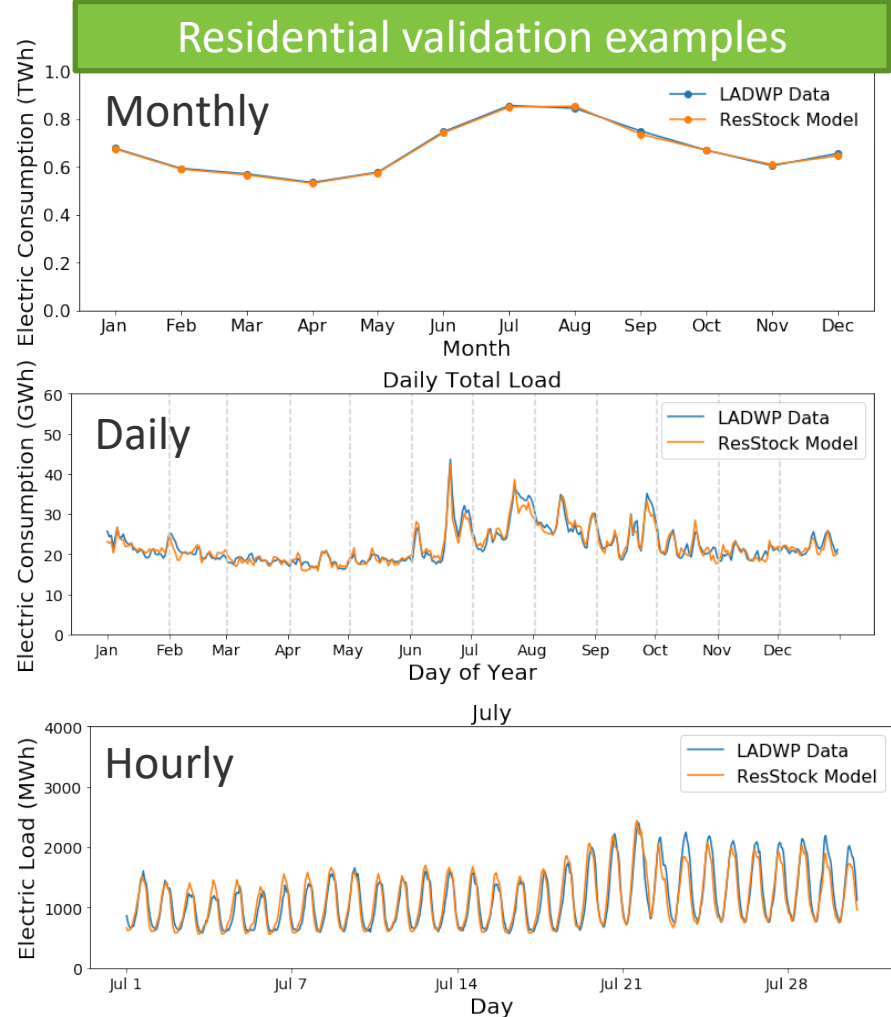 Residential validation examples
Monthly
Electric Consumption (TWh)
1.0
0.8
0.6
0.4
0.2
0.0
LADWP Data
ResStock Model
Jan Feb Mar Apr May Jun Jul Aug Sep Oct Nov Dec
Month
Daily Total Load
Daily
Electric Consumption (GWh)
60
50
40
30
20
10
0
LADWP Data
ResStock Model
Jan Feb Mar Apr May Jun Jul Aug Sep Oct Nov Dec
Day of Year
July
Hourly
Electric Load (MWh)
4000
3000
2000
1000
0
LADWP Data
ResStock Model
Jul 1 Jul 7 Jul 14 Jul 21 Jul 28
Day